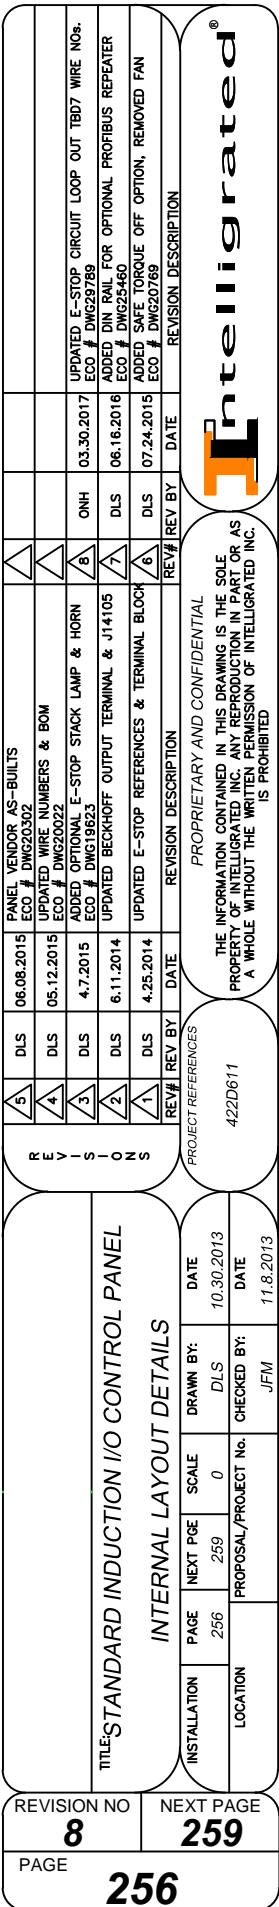 REVISION NO
8
NEXT PAGE
259
PAGE
256
TITLE:
STANDARD INDUCTION I/O CONTROL PANEL
INTERNAL LAYOUT DETAILS
INSTALLATION
PAGE
256
NEXT PGE
259
SCALE
0
DRAWN BY:
DLS
DATE
10.30.2013
LOCATION
PROPOSAL/PROJECT No.
CHECKED BY:
JFM
DATE
11.8.2013
REVISIONS
5 DLS 06.08.2015 PANEL VENDOR AS-BUILTS
ECO # DWG20302
4 DLS 05.12.2015 UPDATED WIRE NUMBERS & BOM
ECO # DWG20022
3 DLS 4.7.2015 ADDED OPTIONAL E-STOP STACK LAMP & HORN
ECO # DWG19623
2 DLS 6.11.2014 UPDATED BECKHOFF OUTPUT TERMINAL & J14105
1 DLS 4.25.2014 UPDATED E-STOP REFERENCES & TERMINAL BLOCK
REV# REV BY DATE REVISION DESCRIPTION
8 ONH 03.30.2017 UPDATED E-STOP CIRCUIT LOOP OUT TBD7 WIRE NOs.
ECO # DWG29789
7 DLS 06.16.2016 ADDED DIN RAIL FOR OPTIONAL PROFIBUS REPEATER
ECO # DWG25460
6 DLS 07.24.2015 ADDED SAFE TORQUE OFF OPTION, REMOVED FAN
ECO # DWG20769
REV# REV BY DATE REVISION DESCRIPTION
PROJECT REFERENCES
422D611
PROPRIETARY AND CONFIDENTIAL
THE INFORMATION CONTAINED IN THIS DRAWING IS THE SOLE
PROPERTY OF INTELLIGRATED INC. ANY REPRODUCTION IN PART OR AS
A WHOLE WITHOUT THE WRITTEN PERMISSION OF INTELLIGRATED INC.
IS PROHIBITED
Intelligrated®